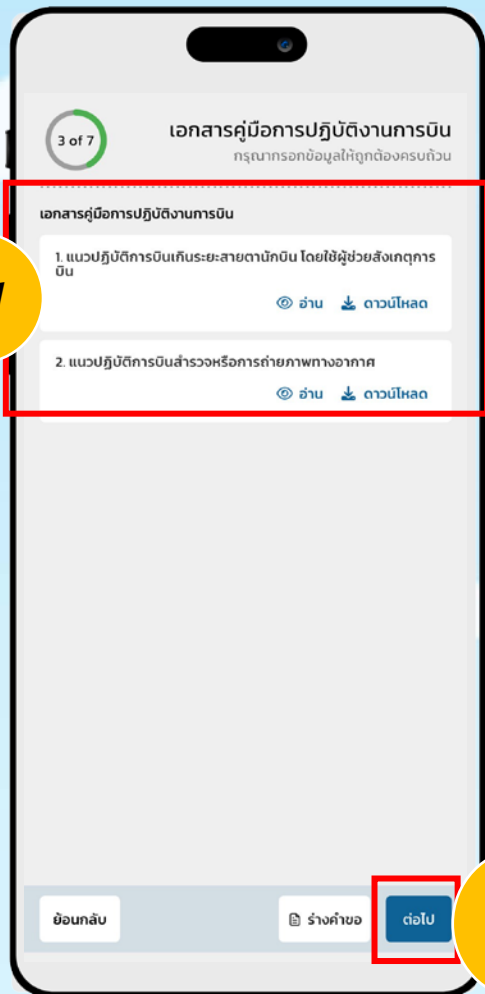 3 of 7
เอกสารคู่มือการปฏิบัติงานการบิน
กรุณากรอกข้อมูลให้ถูกต้องครบถ้วน
เอกสารคู่มือการปฏิบัติงานการบิน
1. แนวปฏิบัติการบินเกินระยะสายตานักบิน โดยใช้ผู้ช่วยสังเกตุการ
บิน
อ่าน ดาวน์โหลด
2. แนวปฏิบัติการบินสำรวจหรือการถ่ายภาพทางอากาศ
อ่าน ดาวน์โหลด
ย้อนกลับ ร่างคำขอ ต่อไป